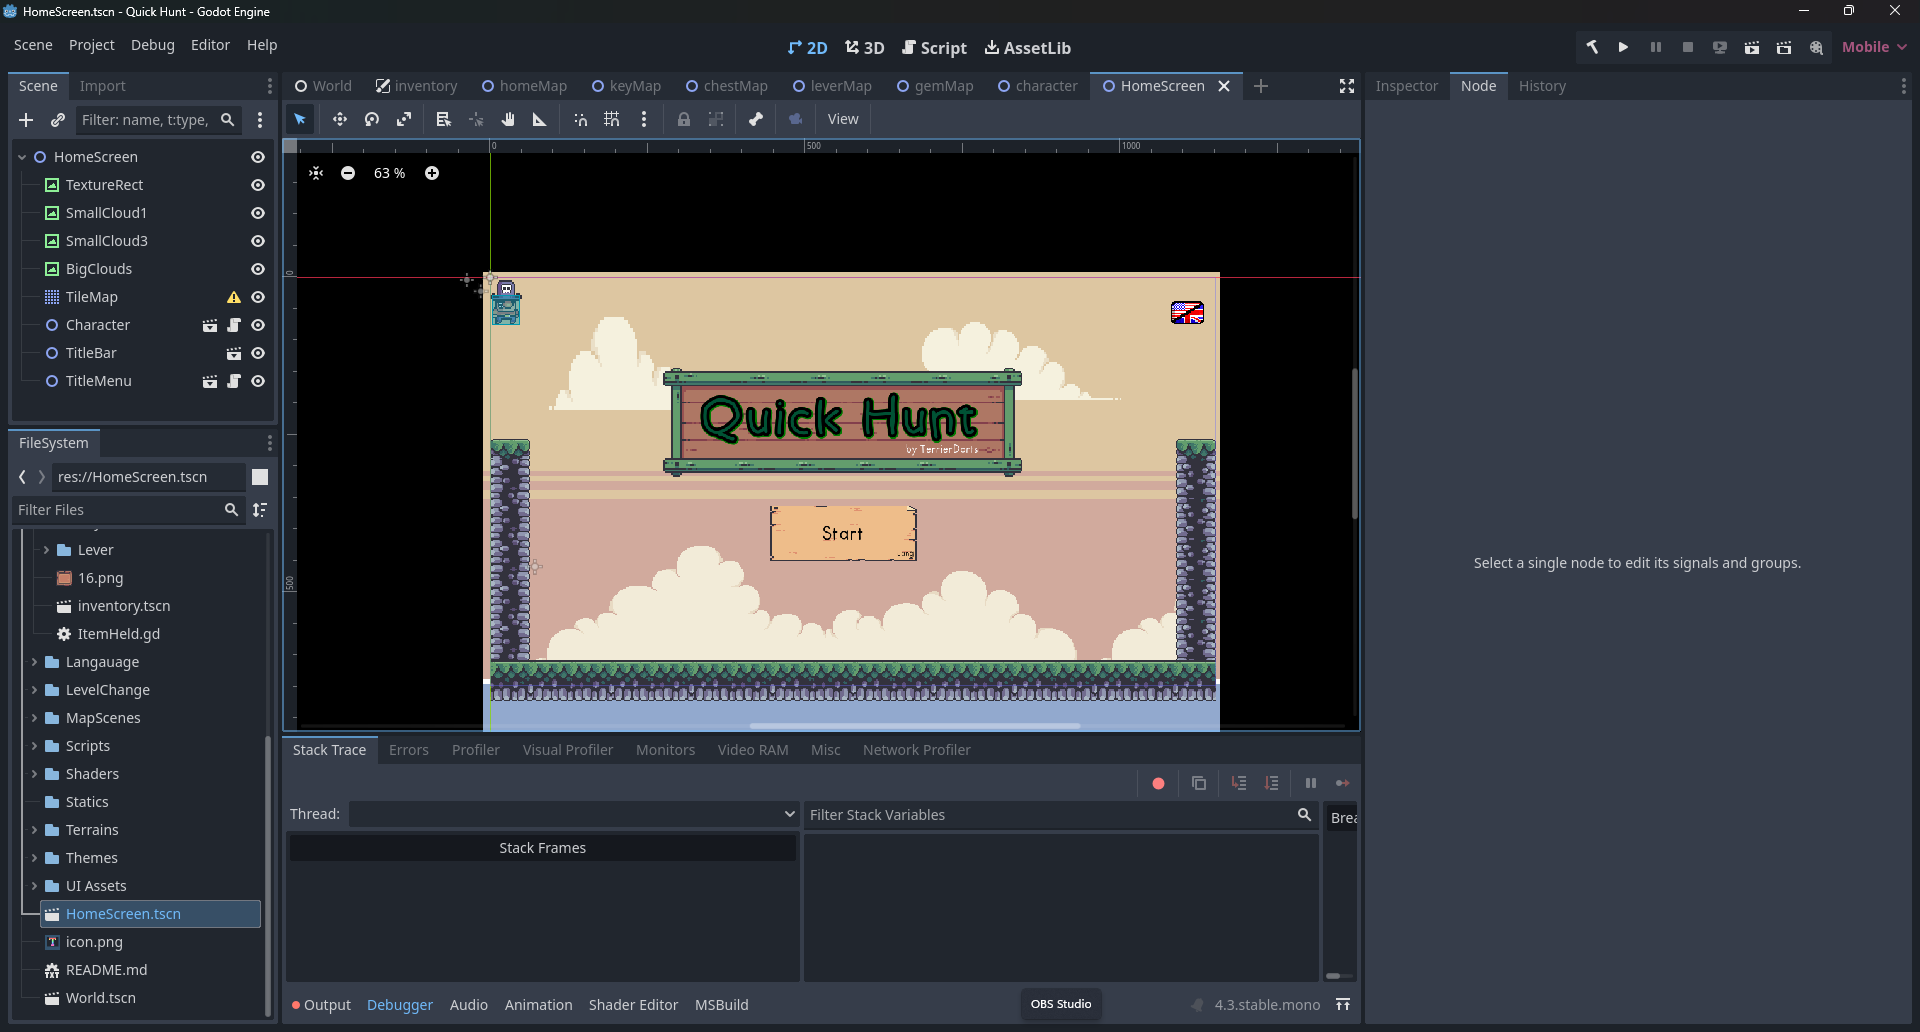 HomeScreen.tscn - Quick Hunt - Godot Engine
Scene Project Debug Editor Help
2D 3D Script AssetLib
Mobile
Scene Import
World inventory homeMap keyMap chestMap leverMap gemMap character HomeScreen
Inspector Node History
Filter: name, t:type,
View
0 500 1000
63 %
HomeScreen
TextureRect
SmallCloud1
SmallCloud3
BigClouds
TileMap
Character
TitleBar
TitleMenu
0
500
Quick Hunt
by TerrierDarts
Start
Lang
FileSystem
res://HomeScreen.tscn
Filter Files
Lever
16.png
inventory.tscn
ItemHeld.gd
Langauage
LevelChange
MapScenes
Scripts
Shaders
Statics
Terrains
Themes
UI Assets
HomeScreen.tscn
icon.png
README.md
World.tscn
Select a single node to edit its signals and groups.
Stack Trace Errors Profiler Visual Profiler Monitors Video RAM Misc Network Profiler
Thread:
Filter Stack Variables
Brea
Stack Frames
Output Debugger Audio Animation Shader Editor MSBuild
OBS Studio
4.3.stable.mono